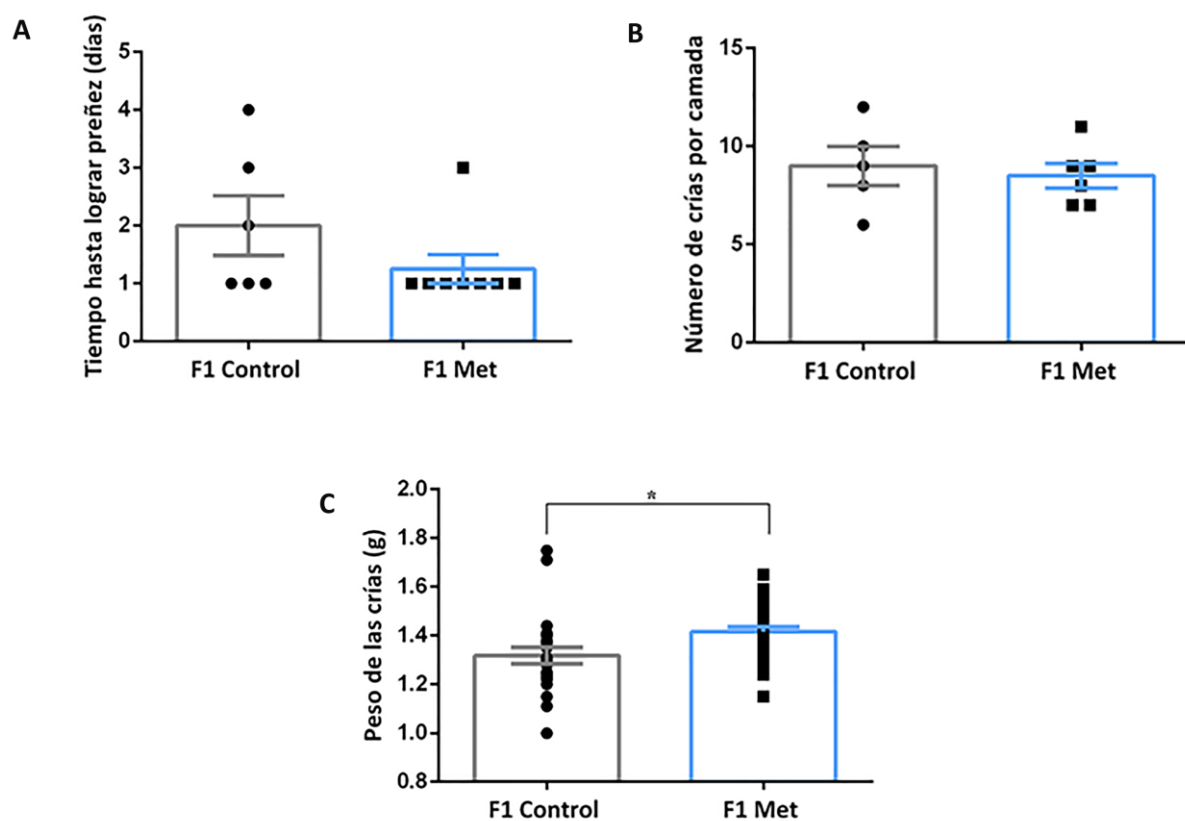 A
Tiempo hasta lograr preñez (días)
5
4
3
2
1
0
F1 Control
F1 Met
B
Número de crías por camada
15
10
5
0
F1 Control
F1 Met
C
Peso de las crías (g)
2.0
1.8
1.6
1.4
1.2
1.0
0.8
*
F1 Control
F1 Met